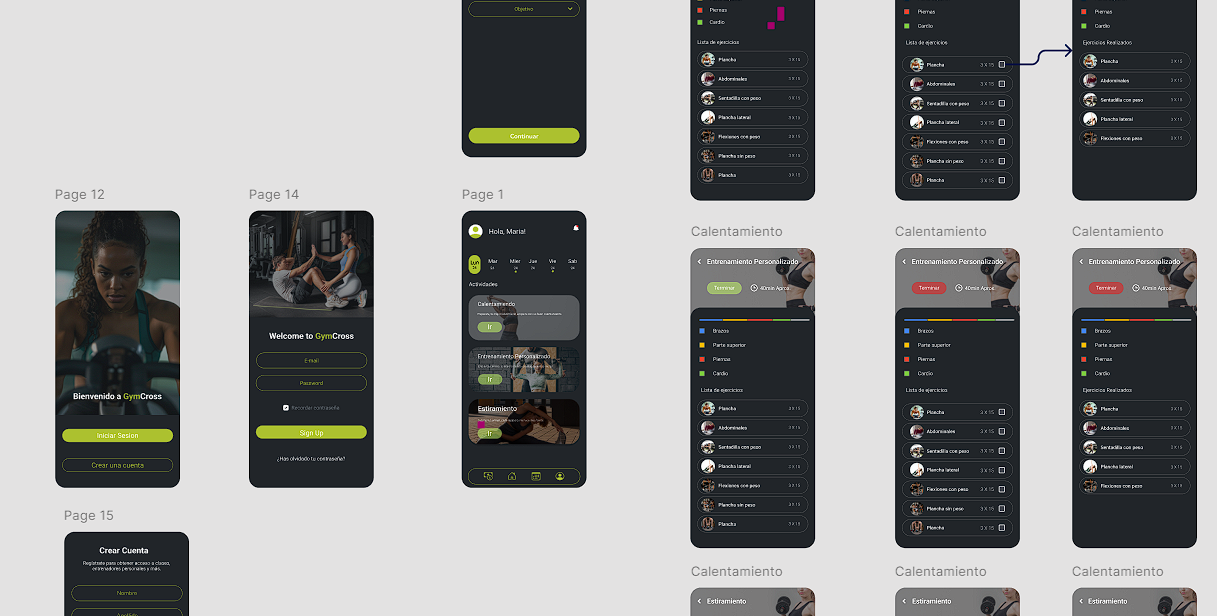 Objetivo
Continuar
Piernas
Cardio
Lista de ejercicios
Plancha 3 X 15
Abdominales 3 X 15
Sentadilla con peso 3 X 15
Plancha lateral 3 X 15
Flexiones con peso 3 X 15
Plancha sin peso 3 X 15
Plancha 3 X 15
Piernas
Cardio
Lista de ejercicios
Plancha 3 X 15
Abdominales 3 X 15
Sentadilla con peso 3 X 15
Plancha lateral 3 X 15
Flexiones con peso 3 X 15
Plancha sin peso 3 X 15
Plancha 3 X 15
Piernas
Cardio
Ejercicios Realizados
Plancha 3 X 15
Abdominales 3 X 15
Sentadilla con peso 3 X 15
Plancha lateral 3 X 15
Flexiones con peso 3 X 15
Page 12
Bienvenido a GymCross
Iniciar Sesion
Crear una cuenta
Page 14
Welcome to GymCross
E-mail
Password
Recordar contraseña
Sign Up
¿Has olvidado tu contraseña?
Page 1
Hola, Maria!
Lun Mar Mier Jue Vie Sab
Actividades
Calentamiendo
Ir
Entrenamiento Personalizado
Ir
Estiramiento
Ir
Calentamiento
Entrenamiento Personalizado
Terminar 40min Apros.
Brazos
Parte superior
Piernas
Cardio
Lista de ejercicios
Plancha 3 X 15
Abdominales 3 X 15
Sentadilla con peso 3 X 15
Plancha lateral 3 X 15
Flexiones con peso 3 X 15
Plancha sin peso 3 X 15
Plancha 3 X 15
Calentamiento
Entrenamiento Personalizado
Terminar 40min Apros.
Brazos
Parte superior
Piernas
Cardio
Lista de ejercicios
Plancha 3 X 15
Abdominales 3 X 15
Sentadilla con peso 3 X 15
Plancha lateral 3 X 15
Flexiones con peso 3 X 15
Plancha sin peso 3 X 15
Plancha 3 X 15
Calentamiento
Entrenamiento Personalizado
Terminar 40min Apros.
Brazos
Parte superior
Piernas
Cardio
Ejercicios Realizados
Plancha 3 X 15
Abdominales 3 X 15
Sentadilla con peso 3 X 15
Plancha lateral 3 X 15
Flexiones con peso 3 X 15
Page 15
Crear Cuenta
Regístrate para obtener acceso a clases,
entrenadores personales y más.
Nombre
Calentamiento
Estiramiento
Calentamiento
Estiramiento
Calentamiento
Estiramiento